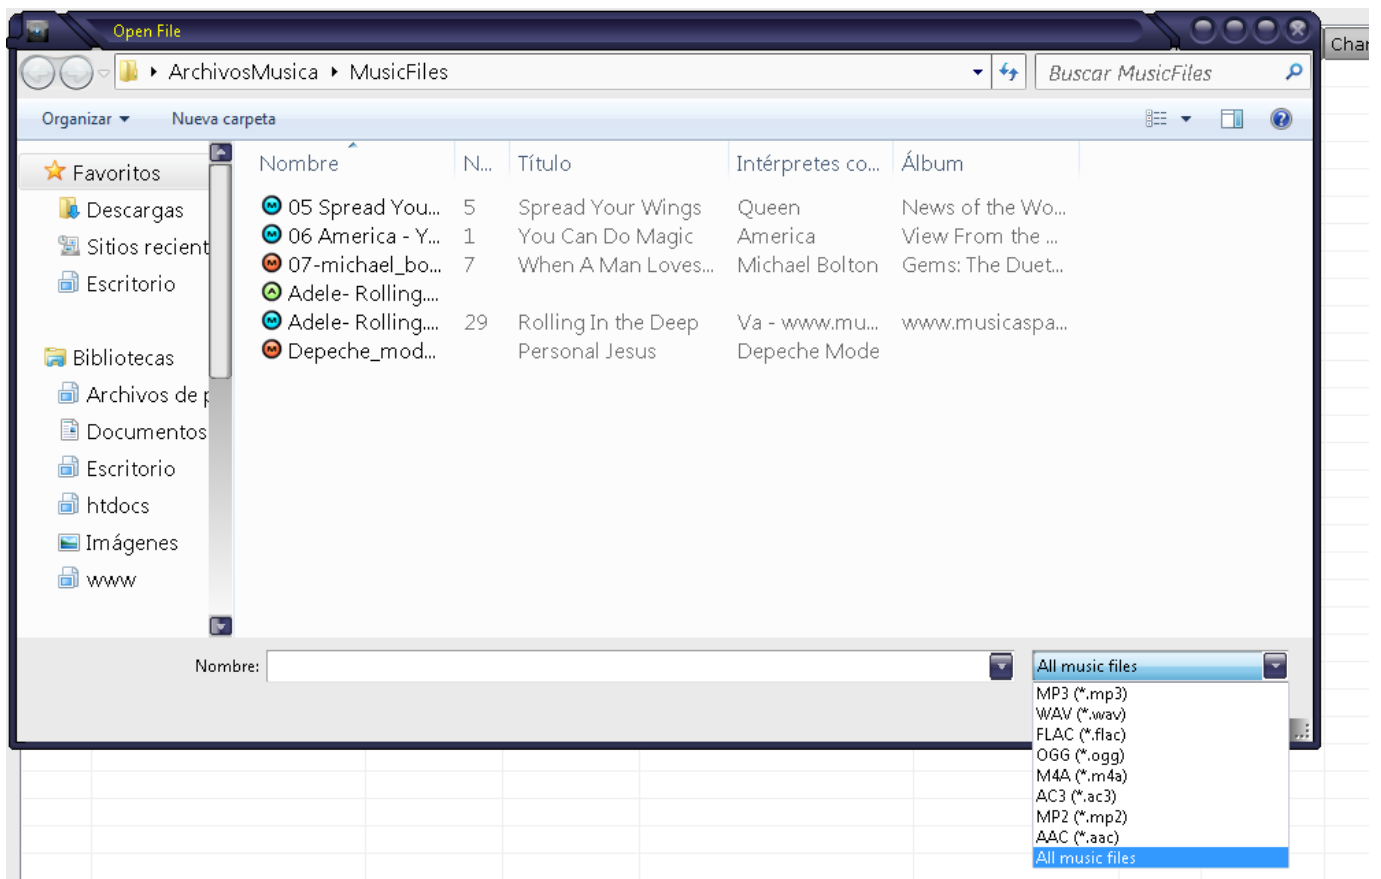 Open File
Char
ArchivosMusica MusicFiles
Buscar MusicFiles
Organizar Nueva carpeta
Favoritos
Descargas
Sitios recient
Escritorio
Bibliotecas
Archivos de p
Documentos
Escritorio
htdocs
Imágenes
www
Nombre N... Título Intérpretes co... Álbum
05 Spread You... 5 Spread Your Wings Queen News of the Wo...
06 America - Y... 1 You Can Do Magic America View From the ...
07-michael_bo... 7 When A Man Loves... Michael Bolton Gems: The Duet...
Adele- Rolling....
Adele- Rolling.... 29 Rolling In the Deep Va - www.mu... www.musicaspa...
Depeche_mod... Personal Jesus Depeche Mode
Nombre:
All music files
MP3 (*.mp3)
WAV (*.wav)
FLAC (*.flac)
OGG (*.ogg)
M4A (*.m4a)
AC3 (*.ac3)
MP2 (*.mp2)
AAC (*.aac)
All music files